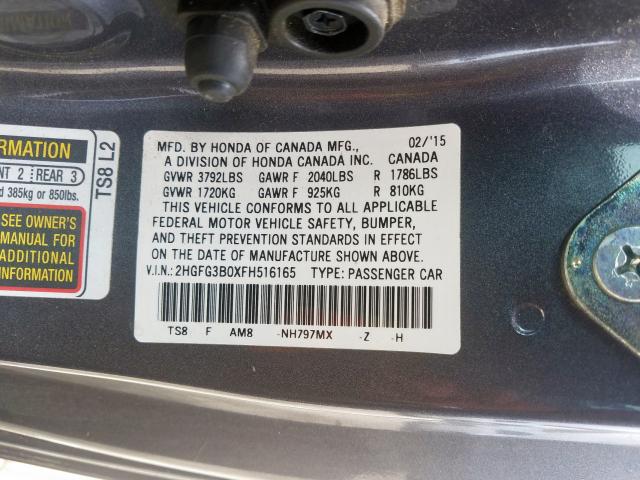 RMATION
NT 2 REAR 3
d 385kg or 850lbs.
SEE OWNER'S
MANUAL FOR
ADDITIONAL
INFORMATION
TS8 L2
MFD. BY HONDA OF CANADA MFG., 02/'15
A DIVISION OF HONDA CANADA INC. CANADA
GVWR 3792LBS GAWR F 2040LBS R 1786LBS
GVWR 1720KG GAWR F 925KG R 810KG
THIS VEHICLE CONFORMS TO ALL APPLICABLE
FEDERAL MOTOR VEHICLE SAFETY, BUMPER,
AND THEFT PREVENTION STANDARDS IN EFFECT
ON THE DATE OF MANUFACTURE SHOWN ABOVE.
V.I.N.: 2HGFG3B0XFH516165 TYPE: PASSENGER CAR
TS8 F AM8 -NH797MX -Z -H